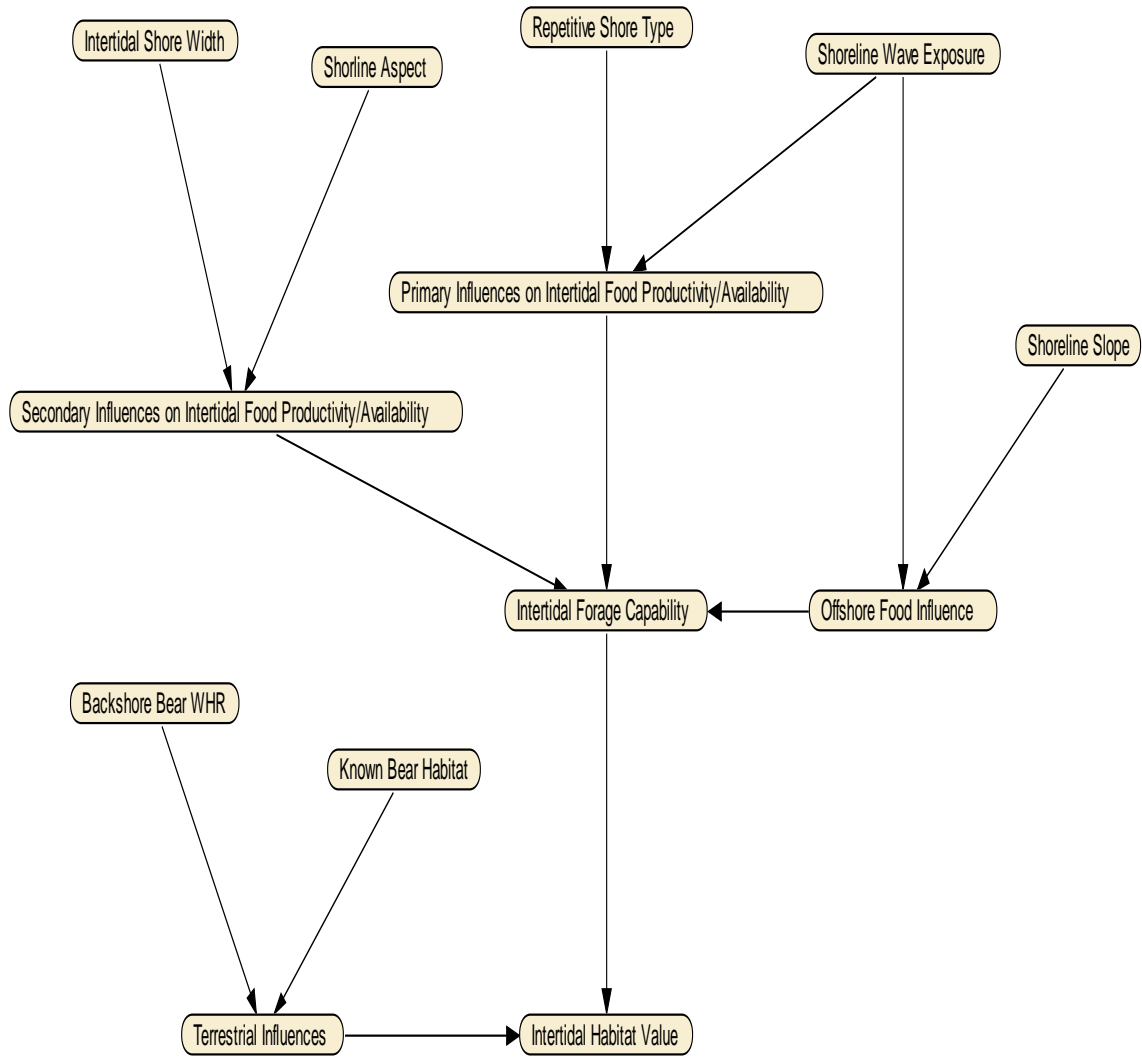 Repetitive Shore Type
Intertidal Shore Width
Shoreline Wave Exposure
Shorline Aspect
Primary Influences on Intertidal Food Productivity/Availability
Shoreline Slope
Secondary Influences on Intertidal Food Productivity/Availability
Intertidal Forage Capability
Offshore Food Influence
Backshore Bear WHR
Known Bear Habitat
Terrestrial Influences
Intertidal Habitat Value